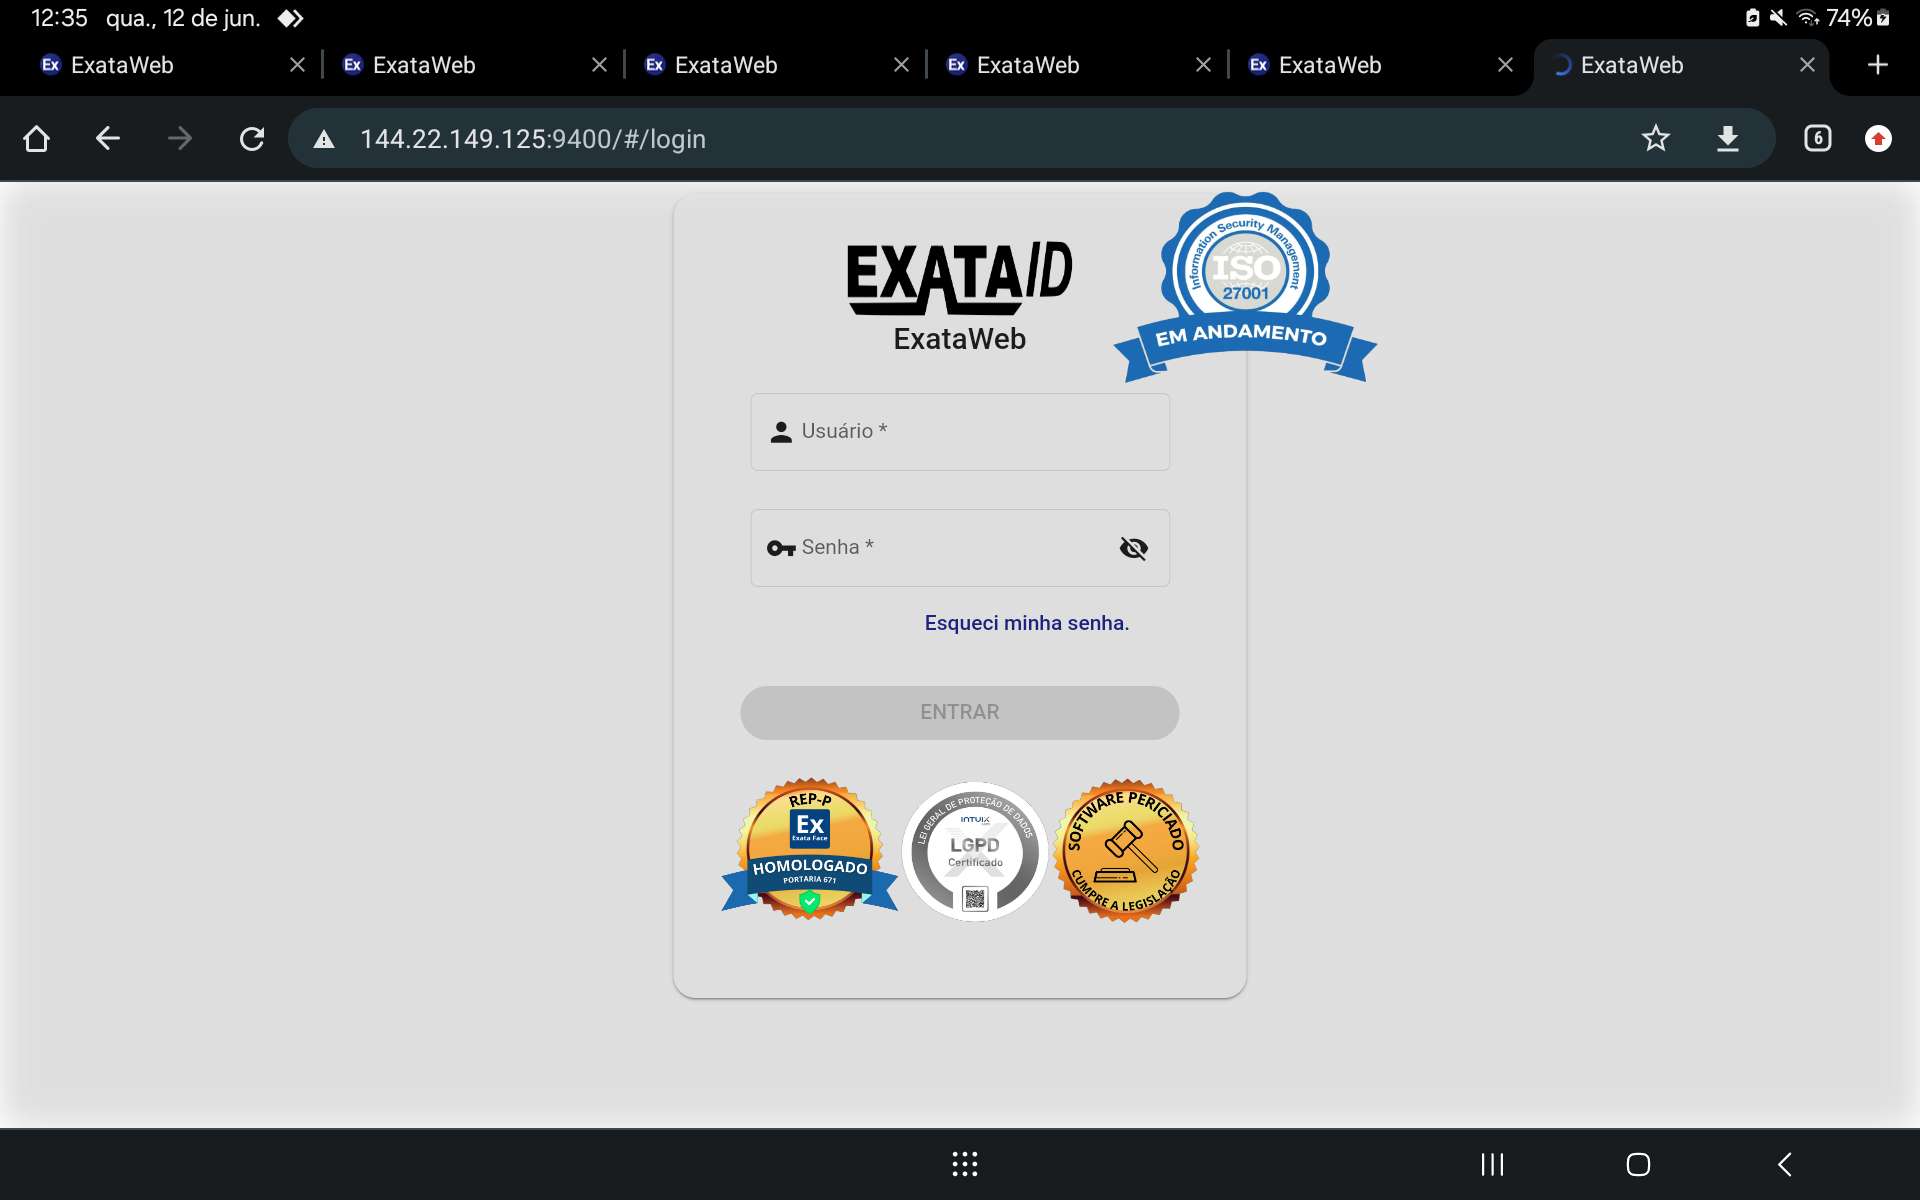 12:35 qua., 12 de jun. 74%
Ex ExataWeb Ex ExataWeb Ex ExataWeb Ex ExataWeb Ex ExataWeb ExataWeb
144.22.149.125:9400/#/login 6
EXATAID
ExataWeb
Information Security Management
ISO
27001
EM ANDAMENTO
Usuário *
Senha *
Esqueci minha senha.
ENTRAR
REP-P
Ex
Exata Face
HOMOLOGADO
PORTARIA 671
LEI GERAL DE PROTEÇÃO DE DADOS
INTUIX
LGPD
Certificado
SOFTWARE PERICIADO
CUMPRE A LEGISLAÇÃO